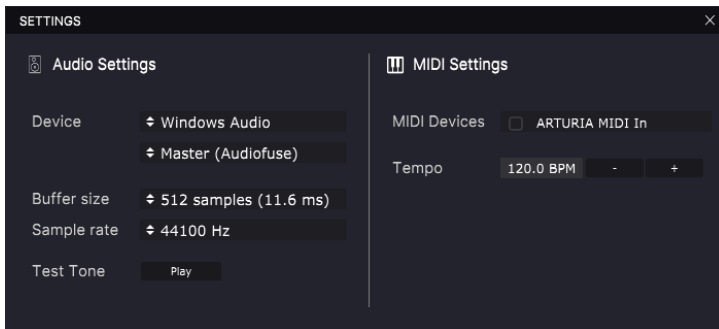 SETTINGS
Audio Settings
Device
Windows Audio
Master (Audiofuse)
Buffer size
512 samples (11.6 ms)
Sample rate
44100 Hz
Test Tone
Play
MIDI Settings
MIDI Devices
ARTURIA MIDI In
Tempo
120.0 BPM
-
+